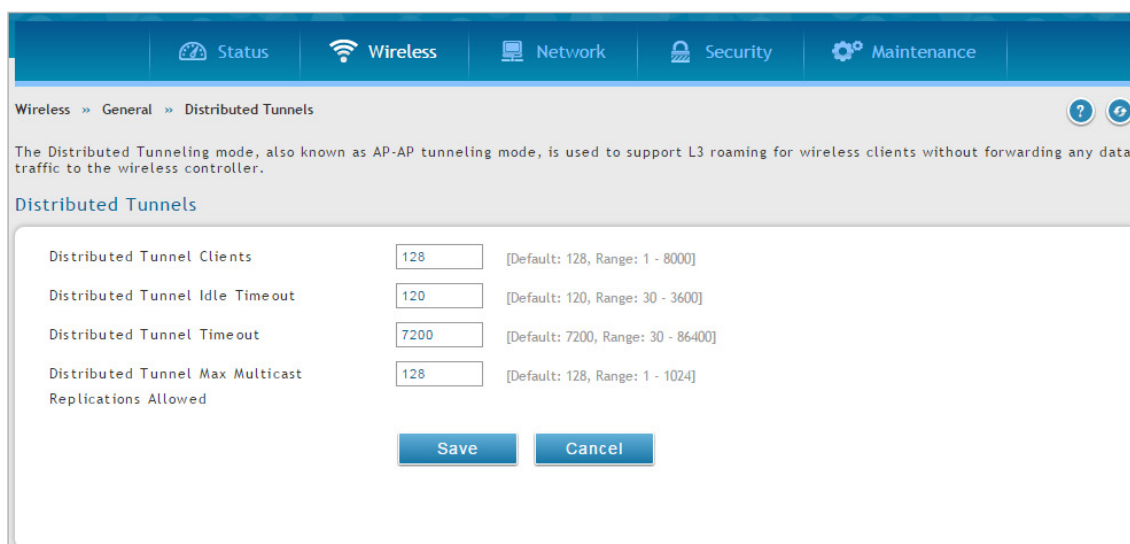 Status Wireless Network Security Maintenance
Wireless » General » Distributed Tunnels
The Distributed Tunneling mode, also known as AP-AP tunneling mode, is used to support L3 roaming for wireless clients without forwarding any data
traffic to the wireless controller.
Distributed Tunnels
Distributed Tunnel Clients 128 [Default: 128, Range: 1 - 8000]
Distributed Tunnel Idle Timeout 120 [Default: 120, Range: 30 - 3600]
Distributed Tunnel Timeout 7200 [Default: 7200, Range: 30 - 86400]
Distributed Tunnel Max Multicast 128 [Default: 128, Range: 1 - 1024]
Replications Allowed
Save Cancel